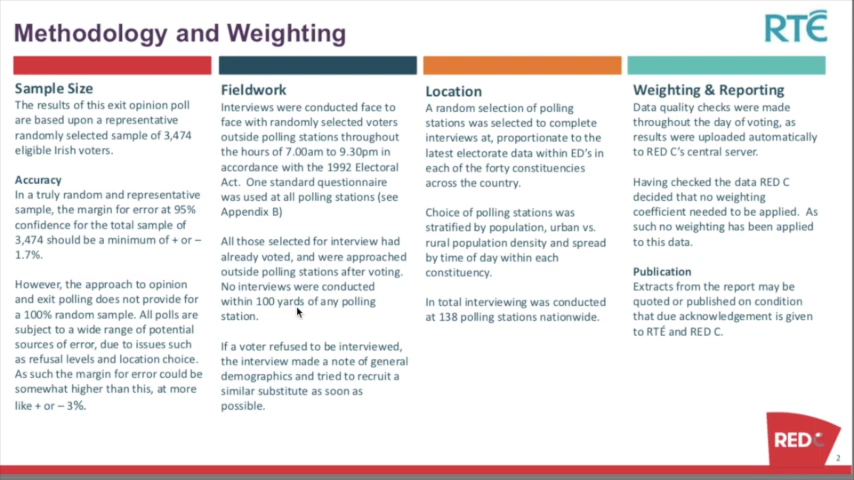 Methodology and Weighting
RTÉ
Sample Size
The results of this exit opinion poll
are based upon a representative
randomly selected sample of 3,474
eligible Irish voters.
Accuracy
In a truly random and representative
sample, the margin for error at 95%
confidence for the total sample of
3,474 should be a minimum of + or –
1.7%.
However, the approach to opinion
and exit polling does not provide for
a 100% random sample. All polls are
subject to a wide range of potential
sources of error, due to issues such
as refusal levels and location choice.
As such the margin for error could be
somewhat higher than this, at more
like + or – 3%.
Fieldwork
Interviews were conducted face to
face with randomly selected voters
outside polling stations throughout
the hours of 7.00am to 9.30pm in
accordance with the 1992 Electoral
Act. One standard questionnaire
was used at all polling stations (see
Appendix B)
All those selected for interview had
already voted, and were approached
outside polling stations after voting.
No interviews were conducted
within 100 yards of any polling
station.
If a voter refused to be interviewed,
the interview made a note of general
demographics and tried to recruit a
similar substitute as soon as
possible.
Location
A random selection of polling
stations was selected to complete
interviews at, proportionate to the
latest electorate data within ED's in
each of the forty constituencies
across the country.
Choice of polling stations was
stratified by population, urban vs.
rural population density and spread
by time of day within each
constituency.
In total interviewing was conducted
at 138 polling stations nationwide.
Weighting & Reporting
Data quality checks were made
throughout the day of voting, as
results were uploaded automatically
to RED C's central server.
Having checked the data RED C
decided that no weighting
coefficient needed to be applied. As
such no weighting has been applied
to this data.
Publication
Extracts from the report may be
quoted or published on condition
that due acknowledgement is given
to RTÉ and RED C.
RED C
2